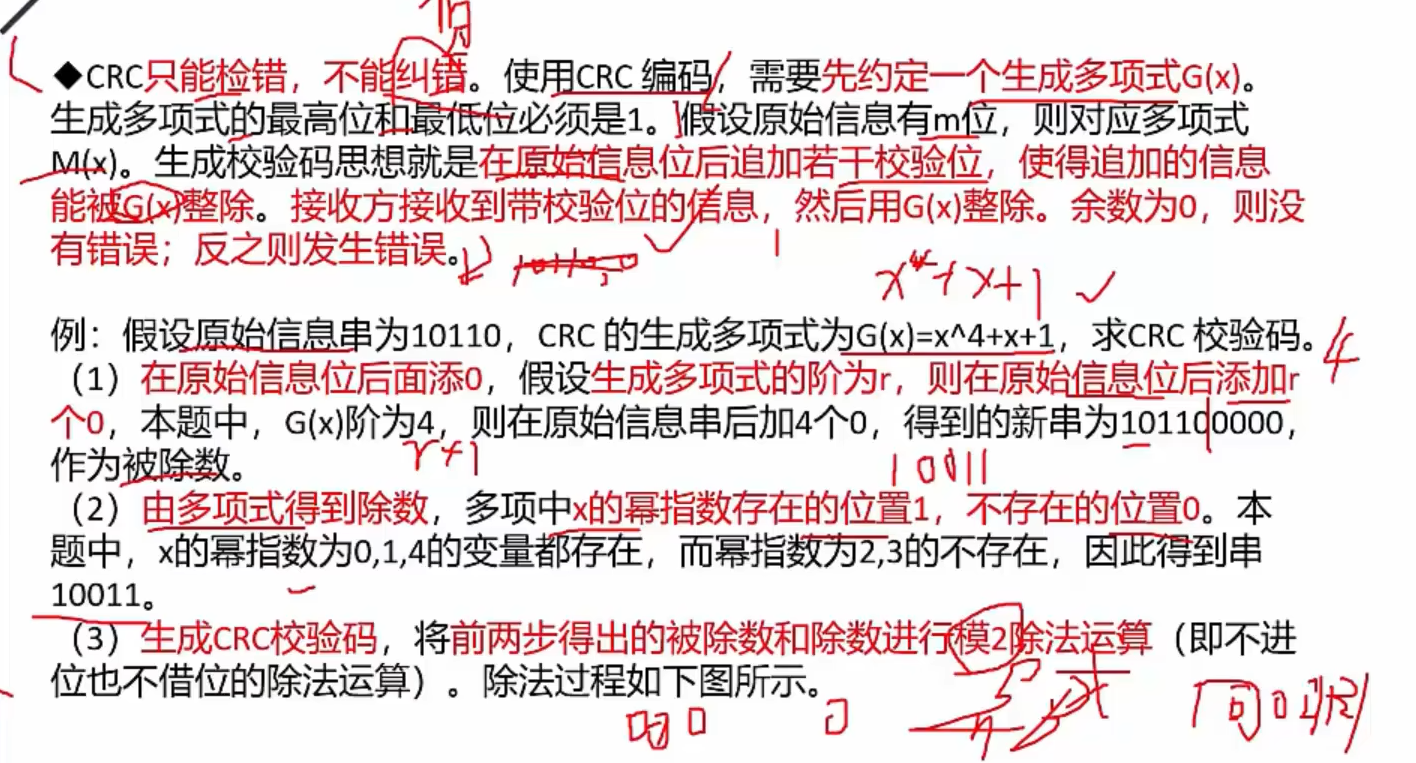 ◆CRC只能检错，不能纠错。使用CRC 编码，需要先约定一个生成多项式G(x)。
生成多项式的最高位和最低位必须是1。假设原始信息有m位，则对应多项式
M(x)。生成校验码思想就是在原始信息位后追加若干校验位，使得追加的信息
能被G(x)整除。接收方接收到带校验位的信息，然后用G(x)整除。余数为0，则没
有错误；反之则发生错误。
x^4+x+1
例：假设原始信息串为10110，CRC 的生成多项式为G(x)=x^4+x+1，求CRC 校验码。
4
（1）在原始信息位后面添0，假设生成多项式的阶为r，则在原始信息位后添加r
个0，本题中，G(x)阶为4，则在原始信息串后加4个0，得到的新串为101100000，
作为被除数。
r+1
10011
（2）由多项式得到除数，多项中x的幂指数存在的位置1，不存在的位置0。本
题中，x的幂指数为0,1,4的变量都存在，而幂指数为2,3的不存在，因此得到串
10011。
（3）生成CRC校验码，将前两步得出的被除数和除数进行模2除法运算（即不进
位也不借位的除法运算）。除法过程如下图所示。